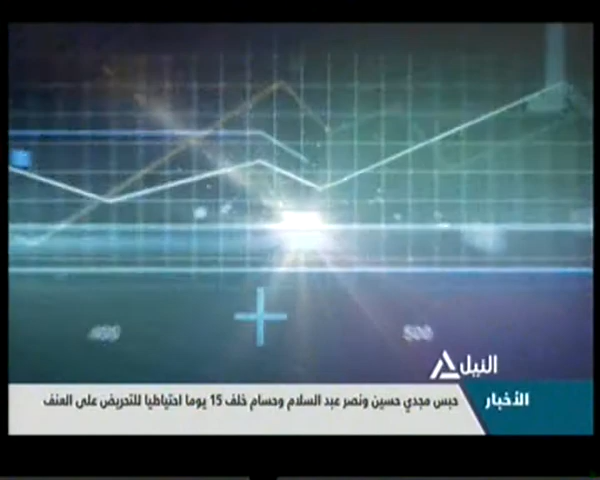 400
500
النيل
الأخبار
حبس مجدي حسين ونصر عبد السلام وحسام خلف 15 يوما احتياطيا للتحريض على العنف